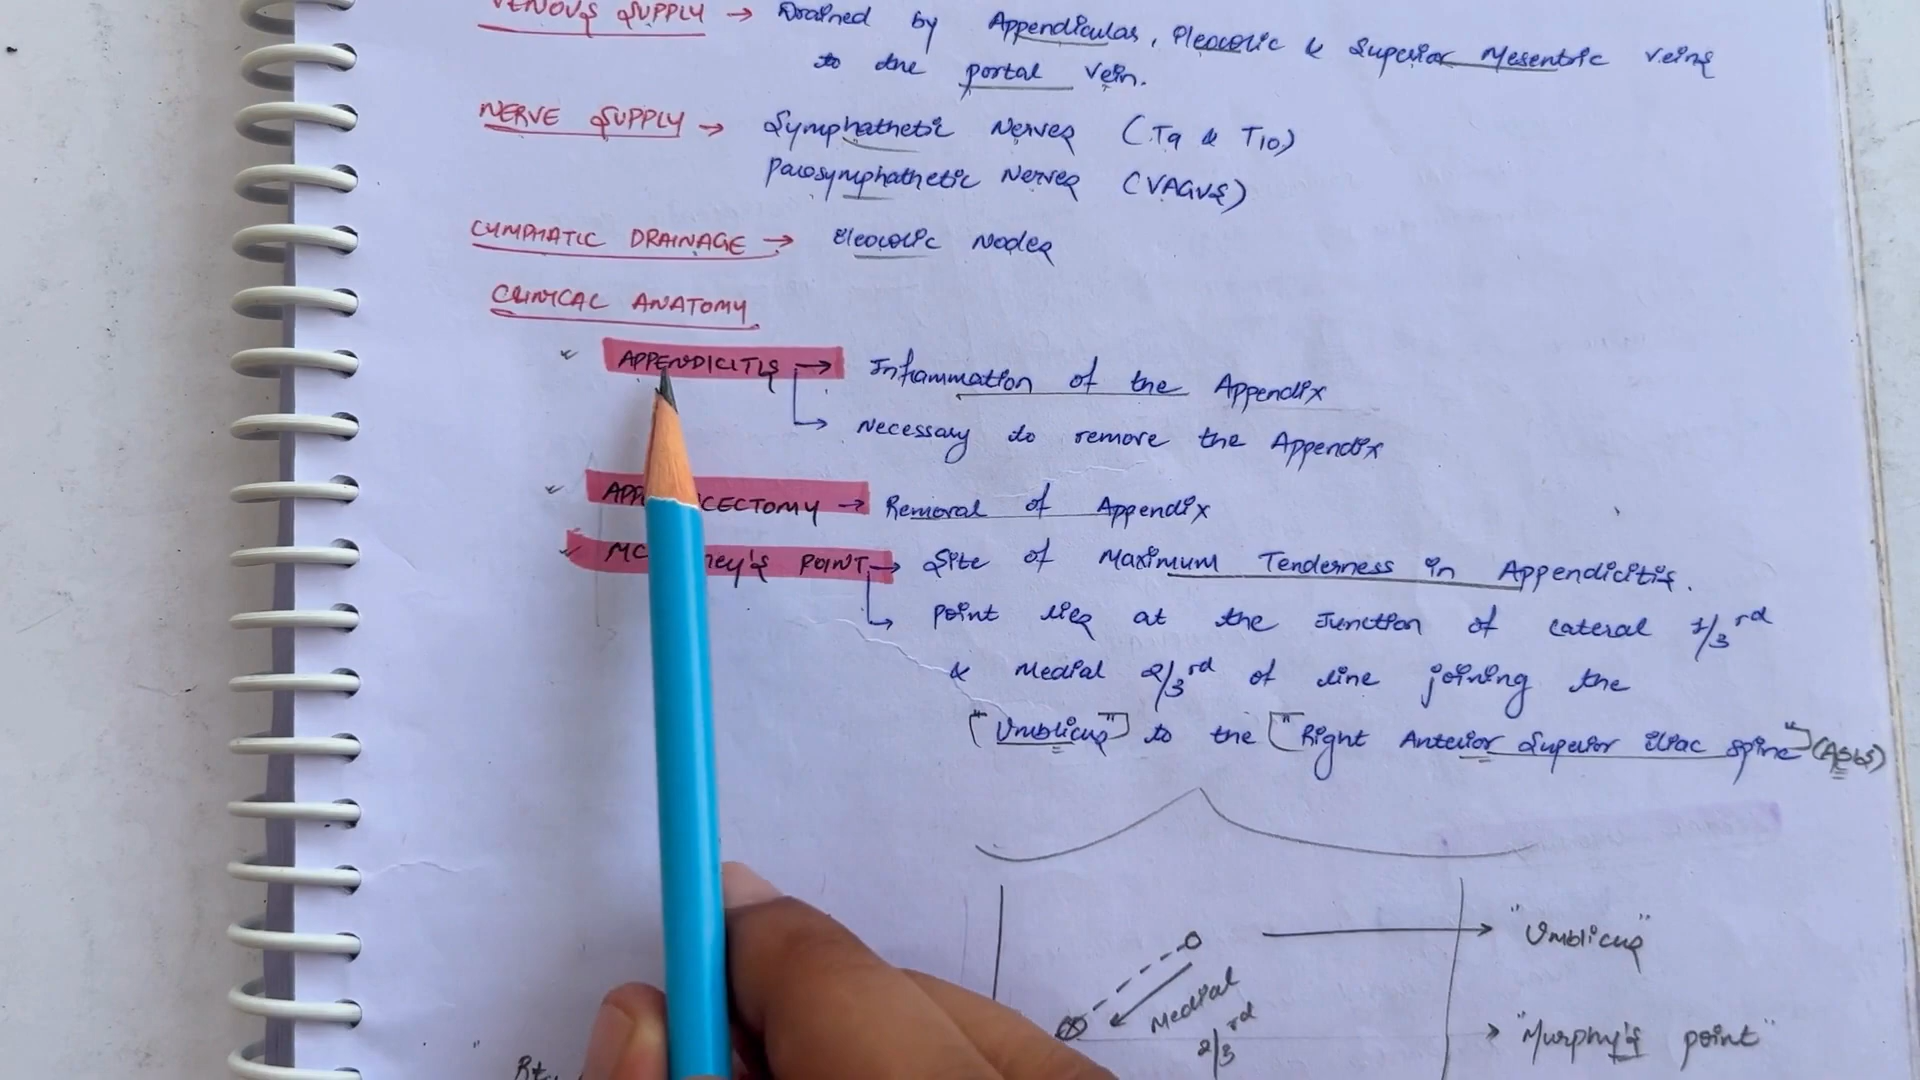 VENOUS SUPPLY → Drained by Appendicular, Ileocolic & Superior Mesentric veins
to the portal vein.
NERVE SUPPLY → Symphathetic Nerves (T9 & T10)
Parasymphathetic Nerves (VAGUS)
LYMPHATIC DRAINAGE → Ileocolic Nodes
CLINICAL ANATOMY
APPENDICITIS → Inflammation of the Appendix
Necessary to remove the Appendix
CECTOMY → Removal of Appendix
MC ney's POINT → Site of Maximum Tenderness in Appendicitis.
Point lies at the Junction of Lateral 1/3rd
& Medial 2/3rd of line joining the
["Umblicus"] to the ["Right Anterior Superior iliac spine"] (ASIS)
→ "Umblicus"
Medial
2/3rd
→ "Murphy's point"